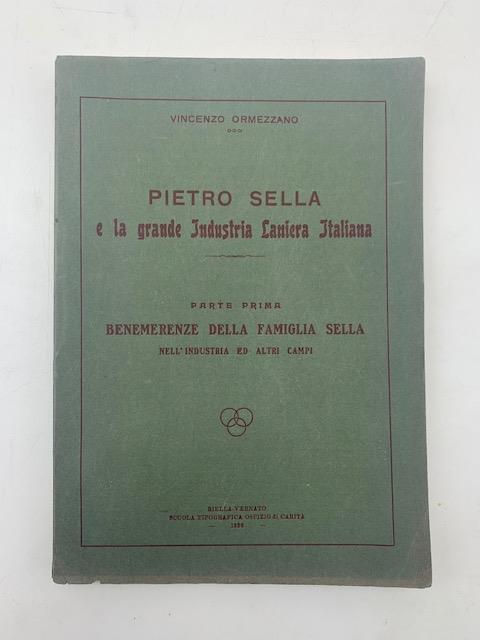 VINCENZO ORMEZZANO
PIETRO SELLA
e la grande Industria Laniera Italiana
PARTE PRIMA
BENEMERENZE DELLA FAMIGLIA SELLA
NELL'INDUSTRIA ED ALTRI CAMPI
BIELLA-VERNATO
SCUOLA TIPOGRAFICA OSPIZIO di CARITÀ